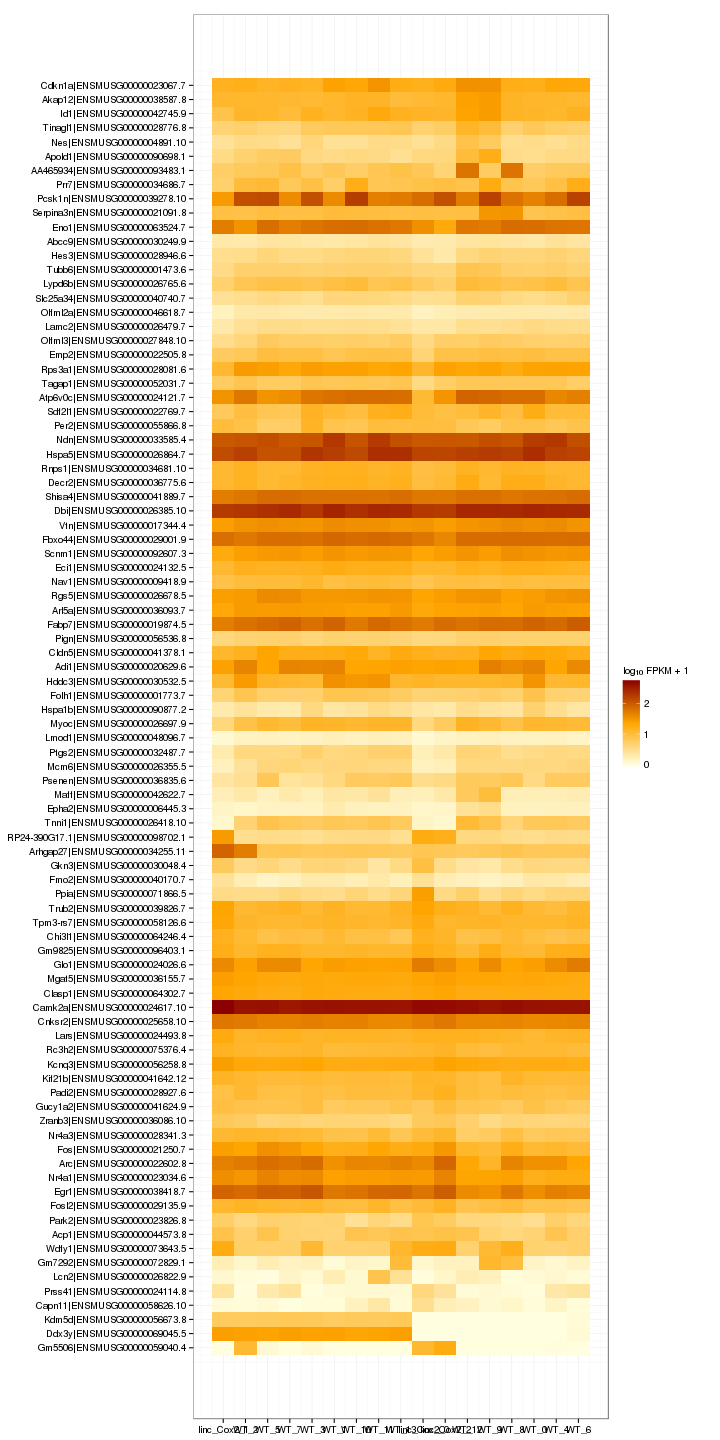 Cdkn1a|ENSMUSG00000023067.7
Akap12|ENSMUSG00000038587.8
Id1|ENSMUSG00000042745.9
Tinagl1|ENSMUSG00000028776.8
Nes|ENSMUSG00000004891.10
Apold1|ENSMUSG00000090698.1
AA465934|ENSMUSG00000093483.1
Prr7|ENSMUSG00000034686.7
Pcsk1n|ENSMUSG00000039278.10
Serpina3n|ENSMUSG00000021091.8
Eno1|ENSMUSG00000063524.7
Abcc9|ENSMUSG00000030249.9
Hes3|ENSMUSG00000028946.6
Tubb6|ENSMUSG00000001473.6
Lypd6b|ENSMUSG00000026765.6
Slc25a34|ENSMUSG00000040740.7
Olfml2a|ENSMUSG00000046618.7
Lamc2|ENSMUSG00000026479.7
Olfml3|ENSMUSG00000027848.10
Emp2|ENSMUSG00000022505.8
Rps3a1|ENSMUSG00000028081.6
Tagap1|ENSMUSG00000052031.7
Atp6v0c|ENSMUSG00000024121.7
Sdf2l1|ENSMUSG00000022769.7
Per2|ENSMUSG00000055866.8
Ndn|ENSMUSG00000033585.4
Hspa5|ENSMUSG00000026864.7
Rnps1|ENSMUSG00000034681.10
Decr2|ENSMUSG00000036775.6
Shisa4|ENSMUSG00000041889.7
Dbi|ENSMUSG00000026385.10
Vtn|ENSMUSG00000017344.4
Fbxo44|ENSMUSG00000029001.9
Scnm1|ENSMUSG00000092607.3
Eci1|ENSMUSG00000024132.5
Nav1|ENSMUSG00000009418.9
Rgs5|ENSMUSG00000026678.5
Arl5a|ENSMUSG00000036093.7
Fabp7|ENSMUSG00000019874.5
Pign|ENSMUSG00000056536.8
Cldn5|ENSMUSG00000041378.1
Adi1|ENSMUSG00000020629.6
Hddc3|ENSMUSG00000030532.5
Folh1|ENSMUSG00000001773.7
Hspa1b|ENSMUSG00000090877.2
Myoc|ENSMUSG00000026697.9
Lmod1|ENSMUSG00000048096.7
Ptgs2|ENSMUSG00000032487.7
Mcm6|ENSMUSG00000026355.5
Psenen|ENSMUSG00000036835.6
Maff|ENSMUSG00000042622.7
Epha2|ENSMUSG00000006445.3
Tnni1|ENSMUSG00000026418.10
RP24-390G17.1|ENSMUSG00000098702.1
Arhgap27|ENSMUSG00000034255.11
Gkn3|ENSMUSG00000030048.4
Fmo2|ENSMUSG00000040170.7
Ppia|ENSMUSG00000071866.5
Trub2|ENSMUSG00000039826.7
Tpm3-rs7|ENSMUSG00000058126.6
Chi3l1|ENSMUSG00000064246.4
Gm9825|ENSMUSG00000096403.1
Glo1|ENSMUSG00000024026.6
Mgat5|ENSMUSG00000036155.7
Clasp1|ENSMUSG00000064302.7
Camk2a|ENSMUSG00000024617.10
Cnksr2|ENSMUSG00000025658.10
Lars|ENSMUSG00000024493.8
Rc3h2|ENSMUSG00000075376.4
Kcnq3|ENSMUSG00000056258.8
Kif21b|ENSMUSG00000041642.12
Padi2|ENSMUSG00000028927.6
Gucy1a2|ENSMUSG00000041624.9
Zranb3|ENSMUSG00000036086.10
Nr4a3|ENSMUSG00000028341.3
Fos|ENSMUSG00000021250.7
Arc|ENSMUSG00000022602.8
Nr4a1|ENSMUSG00000023034.6
Egr1|ENSMUSG00000038418.7
Fosl2|ENSMUSG00000029135.9
Park2|ENSMUSG00000023826.8
Acp1|ENSMUSG00000044573.8
Wdfy1|ENSMUSG00000073643.5
Gm7292|ENSMUSG00000072829.1
Lcn2|ENSMUSG00000026822.9
Prss41|ENSMUSG00000024114.8
Capn11|ENSMUSG00000058626.10
Kdm5d|ENSMUSG00000056673.8
Ddx3y|ENSMUSG00000069045.5
Gm5506|ENSMUSG00000059040.4
log10 FPKM + 1
2
1
0
WT_5
WT_9
WT_8
WT_6